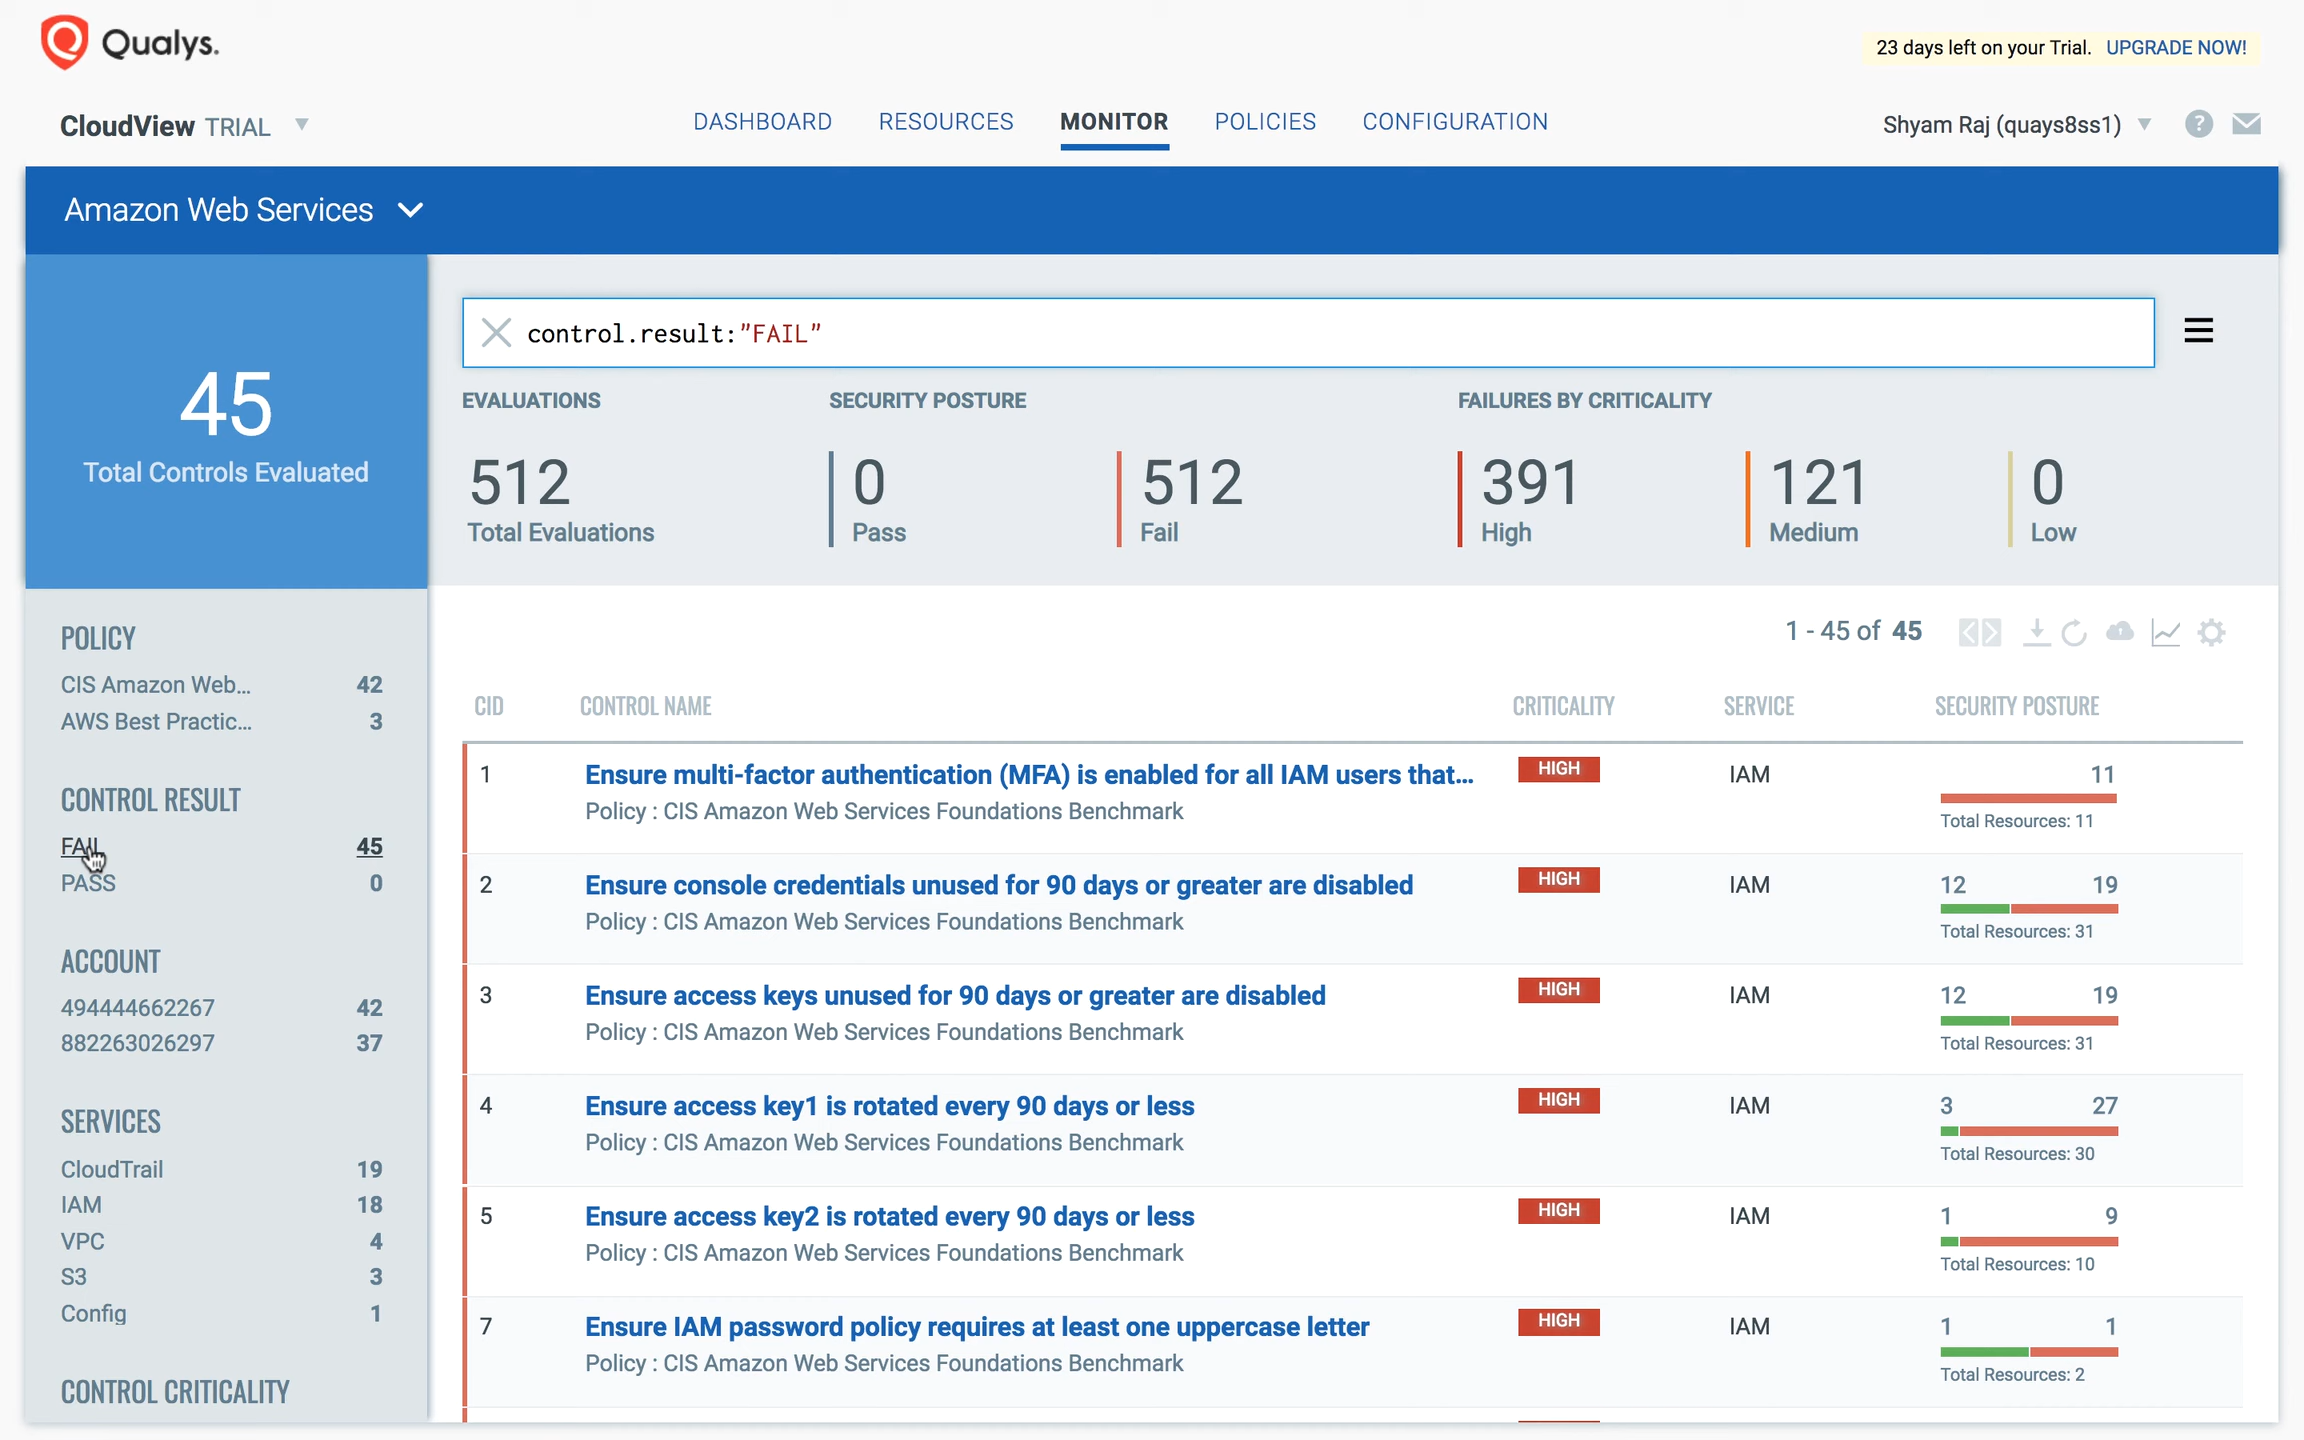 Qualys.
23 days left on your Trial. UPGRADE NOW!
CloudView TRIAL
DASHBOARD RESOURCES MONITOR POLICIES CONFIGURATION
Shyam Raj (quays8ss1)
Amazon Web Services
45
Total Controls Evaluated
control.result:"FAIL"
EVALUATIONS SECURITY POSTURE FAILURES BY CRITICALITY
512 0 512 391 121 0
Total Evaluations Pass Fail High Medium Low
POLICY
CIS Amazon Web... 42
AWS Best Practic... 3
CONTROL RESULT
FAIL 45
PASS 0
ACCOUNT
494444662267 42
882263026297 37
SERVICES
CloudTrail 19
IAM 18
VPC 4
S3 3
Config 1
CONTROL CRITICALITY
1 - 45 of 45
CID CONTROL NAME CRITICALITY SERVICE SECURITY POSTURE
1 Ensure multi-factor authentication (MFA) is enabled for all IAM users that... HIGH IAM 11
Policy : CIS Amazon Web Services Foundations Benchmark
Total Resources: 11
2 Ensure console credentials unused for 90 days or greater are disabled HIGH IAM 12 19
Policy : CIS Amazon Web Services Foundations Benchmark
Total Resources: 31
3 Ensure access keys unused for 90 days or greater are disabled HIGH IAM 12 19
Policy : CIS Amazon Web Services Foundations Benchmark
Total Resources: 31
4 Ensure access key1 is rotated every 90 days or less HIGH IAM 3 27
Policy : CIS Amazon Web Services Foundations Benchmark
Total Resources: 30
5 Ensure access key2 is rotated every 90 days or less HIGH IAM 1 9
Policy : CIS Amazon Web Services Foundations Benchmark
Total Resources: 10
7 Ensure IAM password policy requires at least one uppercase letter HIGH IAM 1 1
Policy : CIS Amazon Web Services Foundations Benchmark
Total Resources: 2